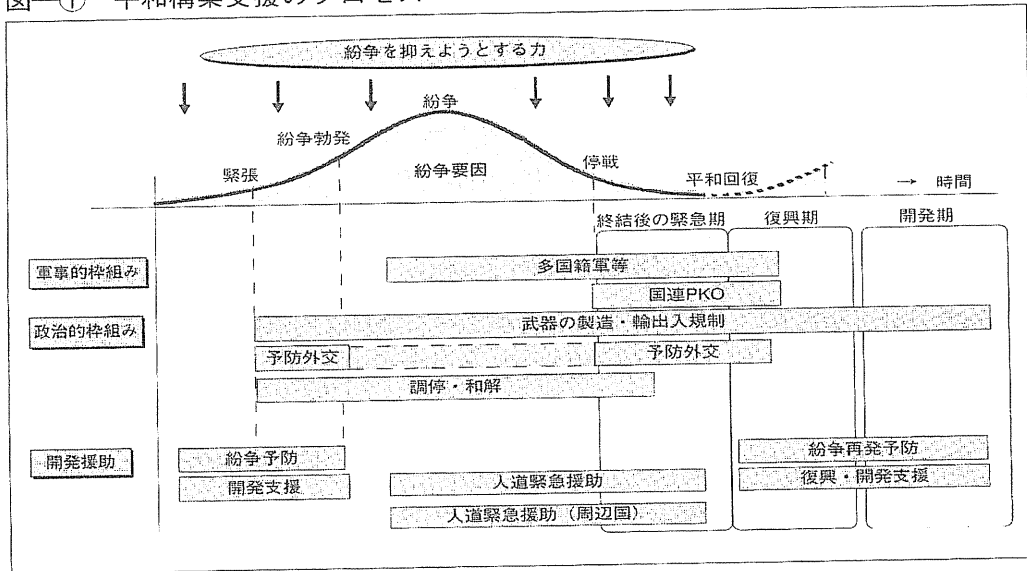 図―① 平和構築支援のプロセス
紛争を抑えようとする力
紛争
紛争勃発
緊張
紛争要因
停戦
平和回復
→ 時間
終結後の緊急期
復興期
開発期
軍事的枠組み
多国籍軍等
国連PKO
政治的枠組み
武器の製造・輸出入規制
予防外交
予防外交
調停・和解
開発援助
紛争予防
紛争再発予防
開発支援
人道緊急援助
復興・開発支援
人道緊急援助（周辺国）